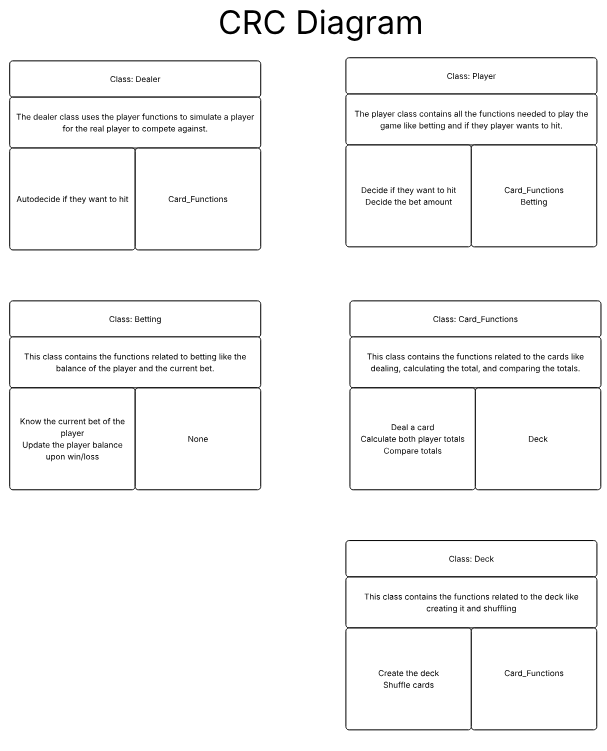 CRC Diagram
Class: Dealer
The dealer class uses the player functions to simulate a player
for the real player to compete against.
Autodecide if they want to hit
Card_Functions
Class: Player
The player class contains all the functions needed to play the
game like betting and if they player wants to hit.
Decide if they want to hit
Decide the bet amount
Card_Functions
Betting
Class: Betting
This class contains the functions related to betting like the
balance of the player and the current bet.
Know the current bet of the
player
Update the player balance
upon win/loss
None
Class: Card_Functions
This class contains the functions related to the cards like
dealing, calculating the total, and comparing the totals.
Deal a card
Calculate both player totals
Compare totals
Deck
Class: Deck
This class contains the functions related to the deck like
creating it and shuffling
Create the deck
Shuffle cards
Card_Functions